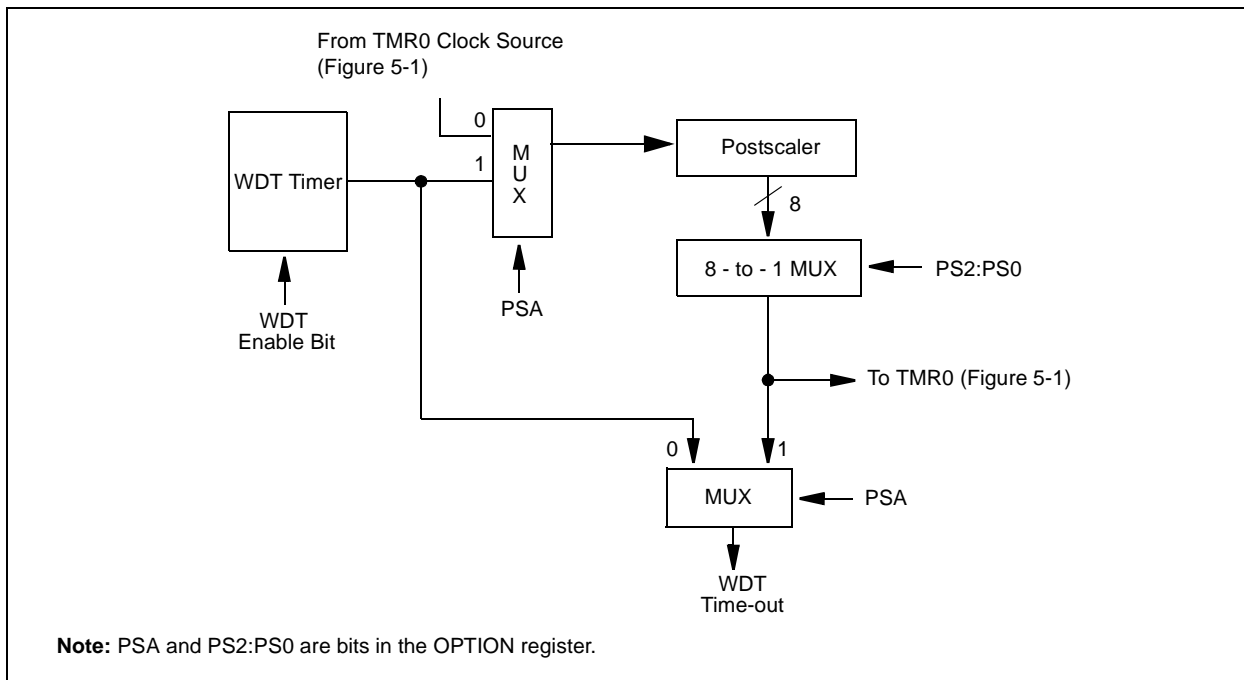 From TMR0 Clock Source
(Figure 5-1)
0
1
M
U
X
Postscaler
WDT Timer
8
8 - to - 1 MUX
PS2:PS0
PSA
WDT
Enable Bit
To TMR0 (Figure 5-1)
0
1
MUX
PSA
WDT
Time-out
Note: PSA and PS2:PS0 are bits in the OPTION register.